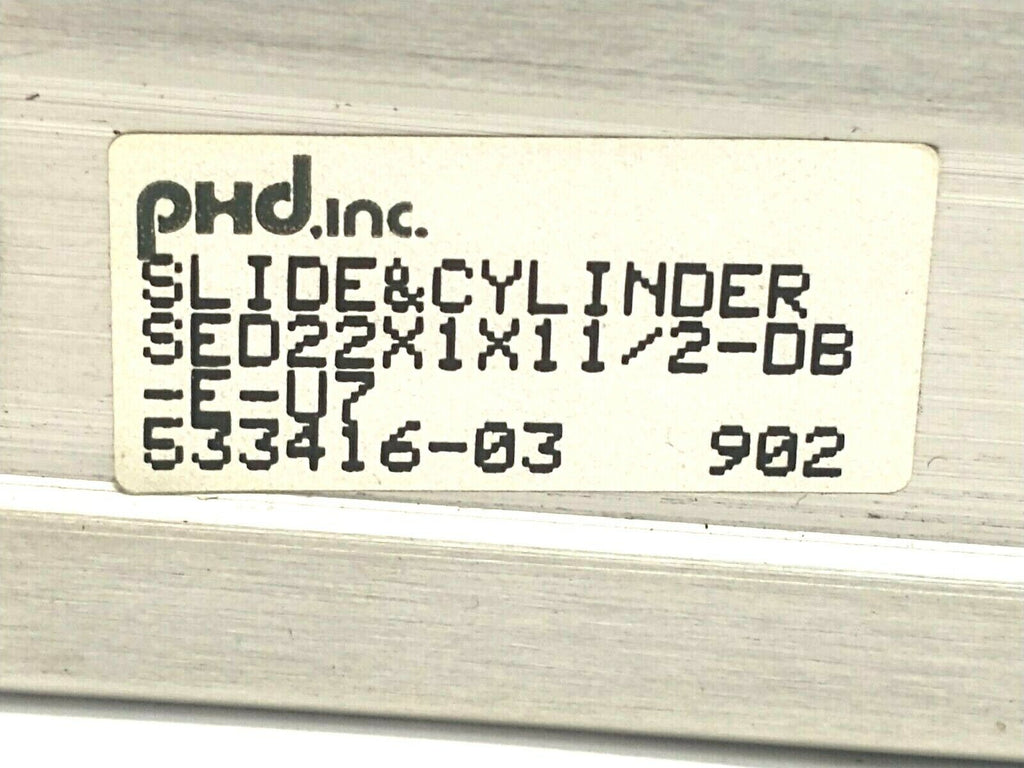 PHd, inc.
SLIDE&CYLINDER
SED22X1X11/2-DB
-E-U7
533416-03 902